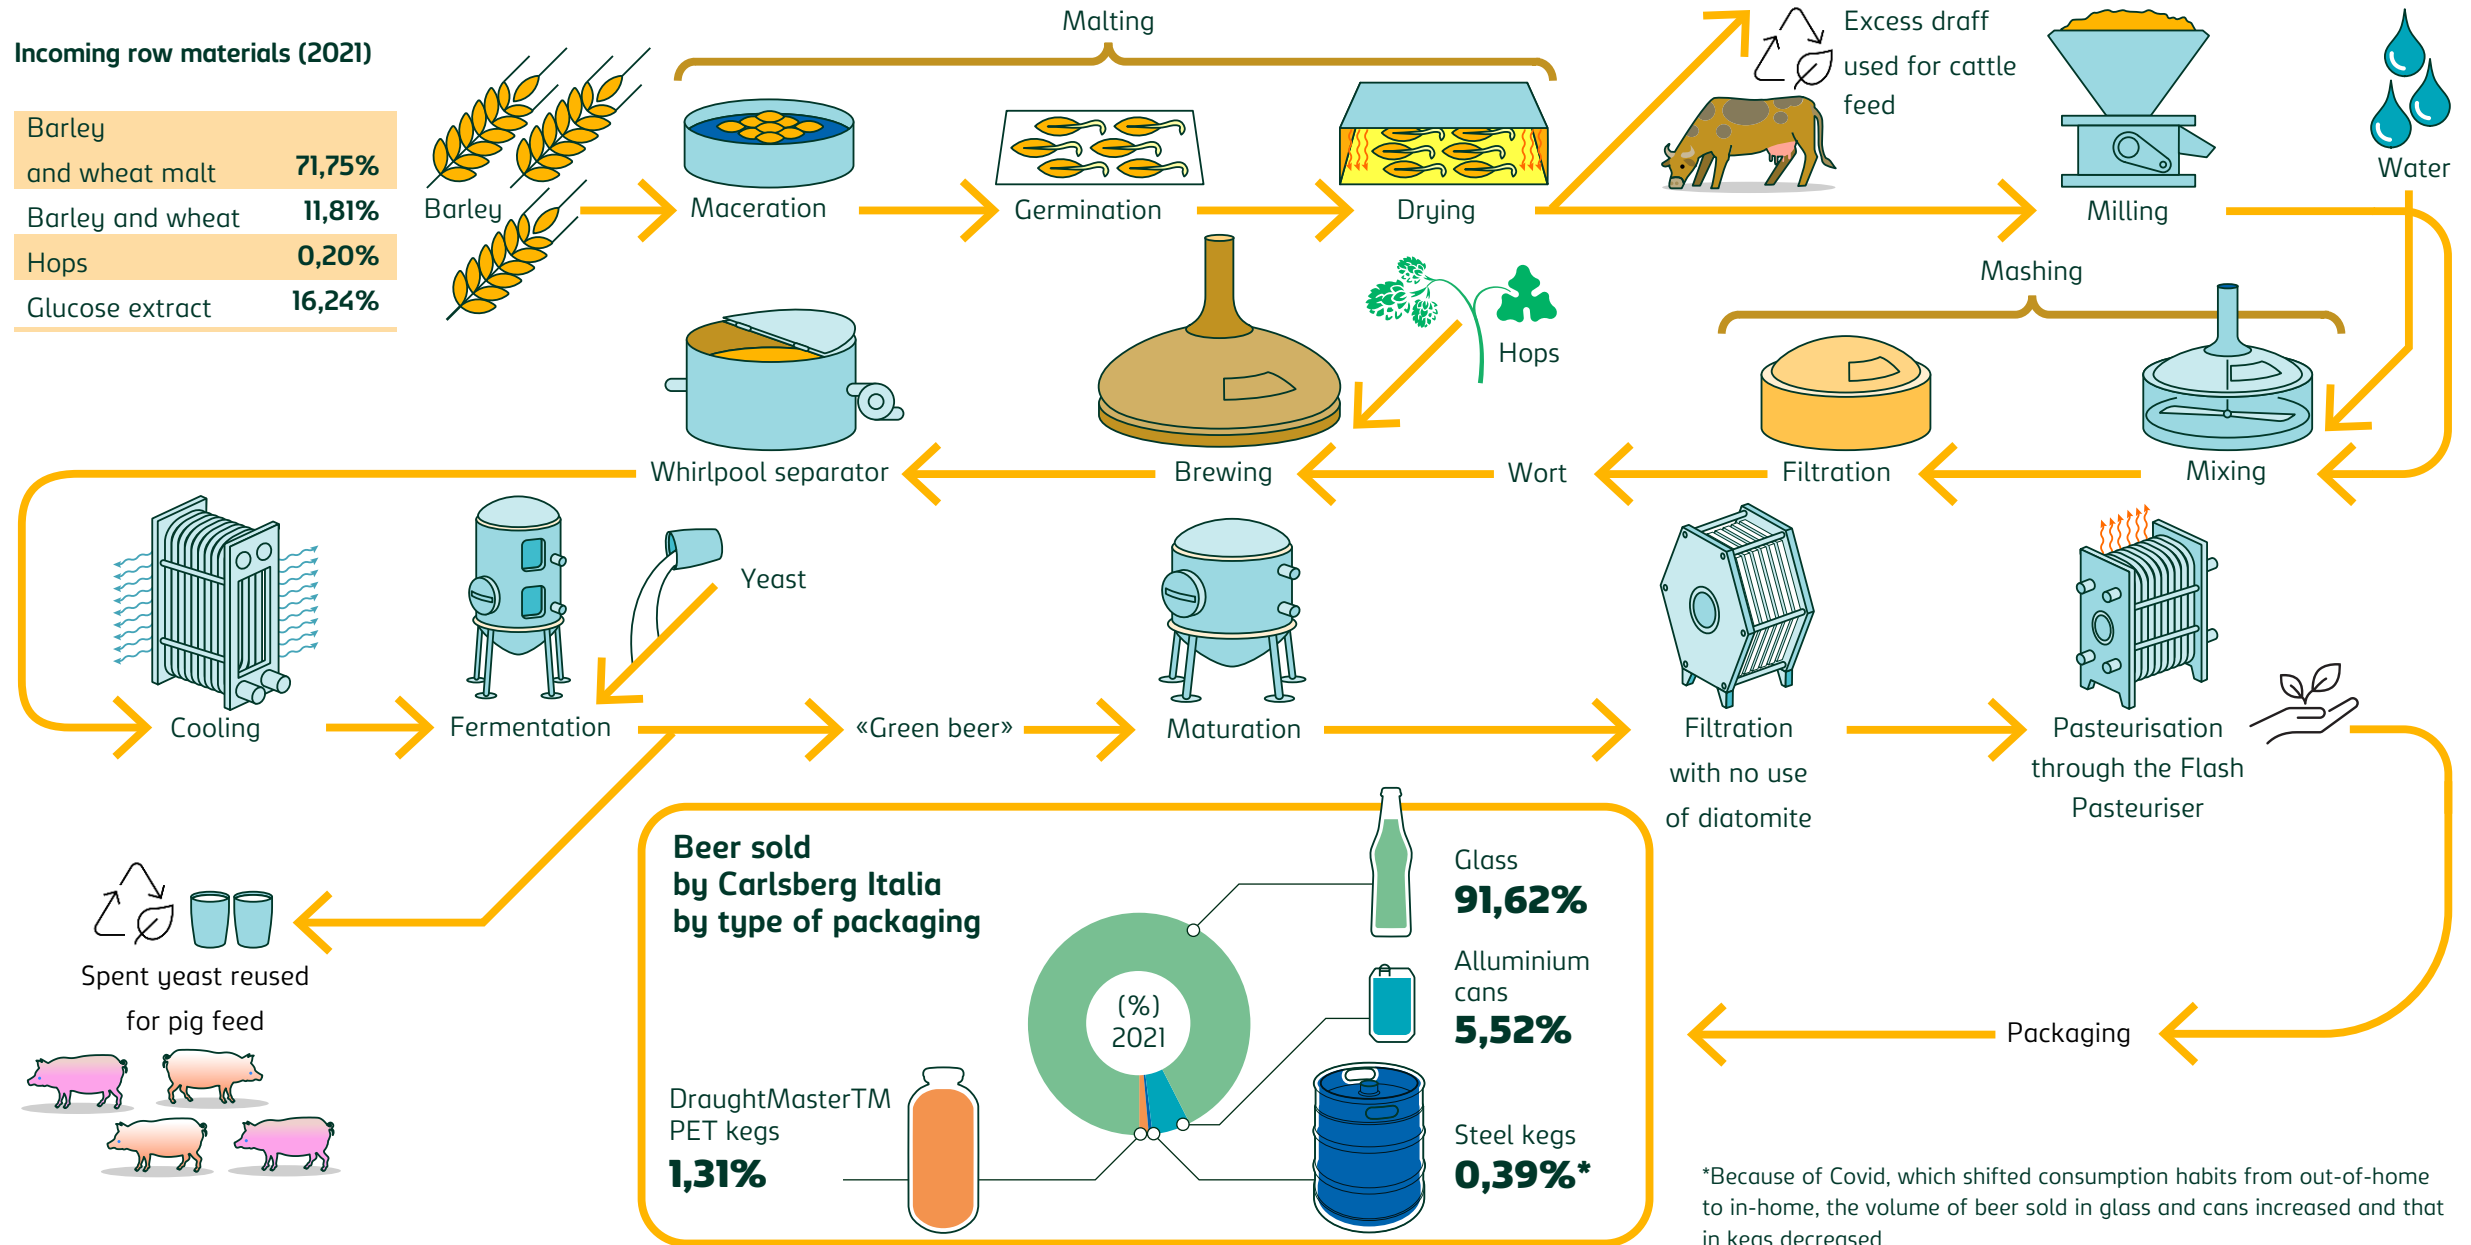 Incoming row materials (2021)
Barley
and wheat malt 71,75%
Barley and wheat 11,81%
Hops 0,20%
Glucose extract 16,24%
Malting
Barley
Maceration
Germination
Drying
Excess draff
used for cattle
feed
Milling
Water
Mashing
Hops
Whirlpool separator
Brewing
Wort
Filtration
Mixing
Yeast
Cooling
Fermentation
«Green beer»
Maturation
Filtration
with no use
of diatomite
Pasteurisation
through the Flash
Pasteuriser
Spent yeast reused
for pig feed
Beer sold
by Carlsberg Italia
by type of packaging
(%)
2021
Glass
91,62%
Alluminium
cans
5,52%
Steel kegs
0,39%*
DraughtMasterTM
PET kegs
1,31%
Packaging
*Because of Covid, which shifted consumption habits from out-of-home
to in-home, the volume of beer sold in glass and cans increased and that
in kegs decreased